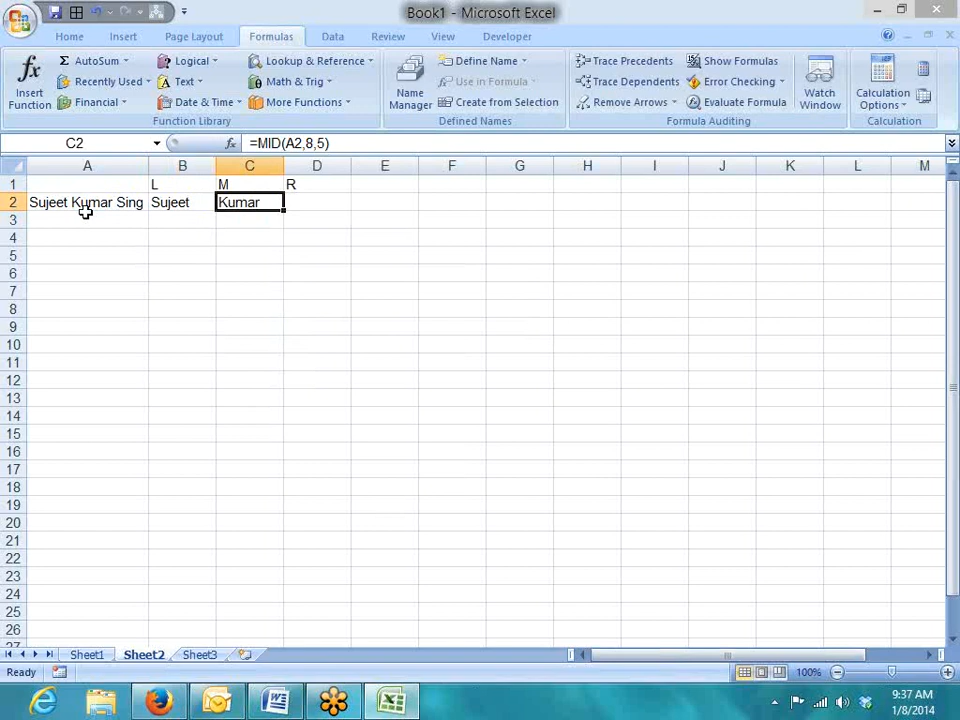 Book1 - Microsoft Excel
Home Insert Page Layout Formulas Data Review View Developer
Insert Function
Σ AutoSum
Recently Used
Financial
Logical
Text
Date & Time
Lookup & Reference
Math & Trig
More Functions
Function Library
Name Manager
Define Name
Use in Formula
Create from Selection
Defined Names
Trace Precedents
Trace Dependents
Remove Arrows
Show Formulas
Error Checking
Evaluate Formula
Formula Auditing
Watch Window
Calculation Options
Calculation
C2 fx =MID(A2,8,5)
A B C D E F G H I J K L M
1 L M R
2 Sujeet Kumar Sing Sujeet Kumar
3
4
5
6
7
8
9
10
11
12
13
14
15
16
17
18
19
20
21
22
23
24
25
26
27
Sheet1 Sheet2 Sheet3
Ready 100%
9:37 AM
1/8/2014